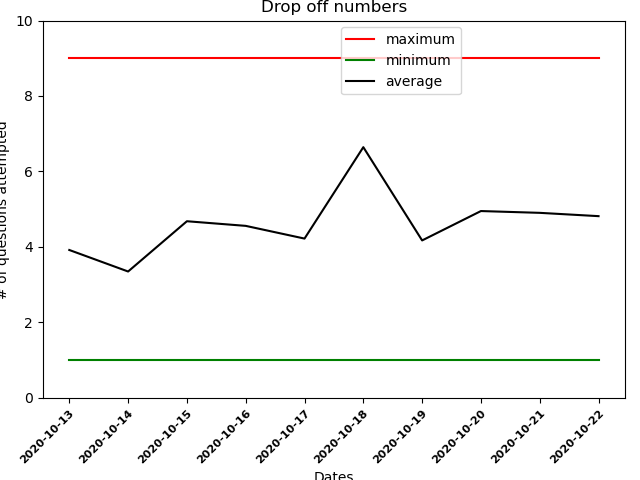 Drop off numbers
maximum
minimum
average
# of questions attempted
10
8
6
4
2
0
2020-10-13
2020-10-14
2020-10-15
2020-10-16
2020-10-17
2020-10-18
2020-10-19
2020-10-20
2020-10-21
2020-10-22
Dates